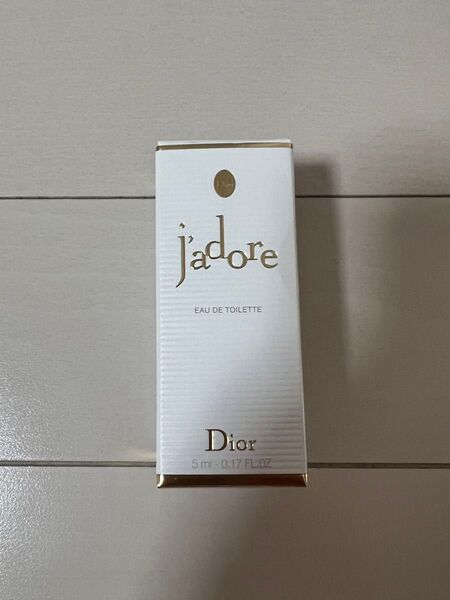 j'adore
EAU DE TOILETTE
Dior
5 ml - 0.17 FL.OZ